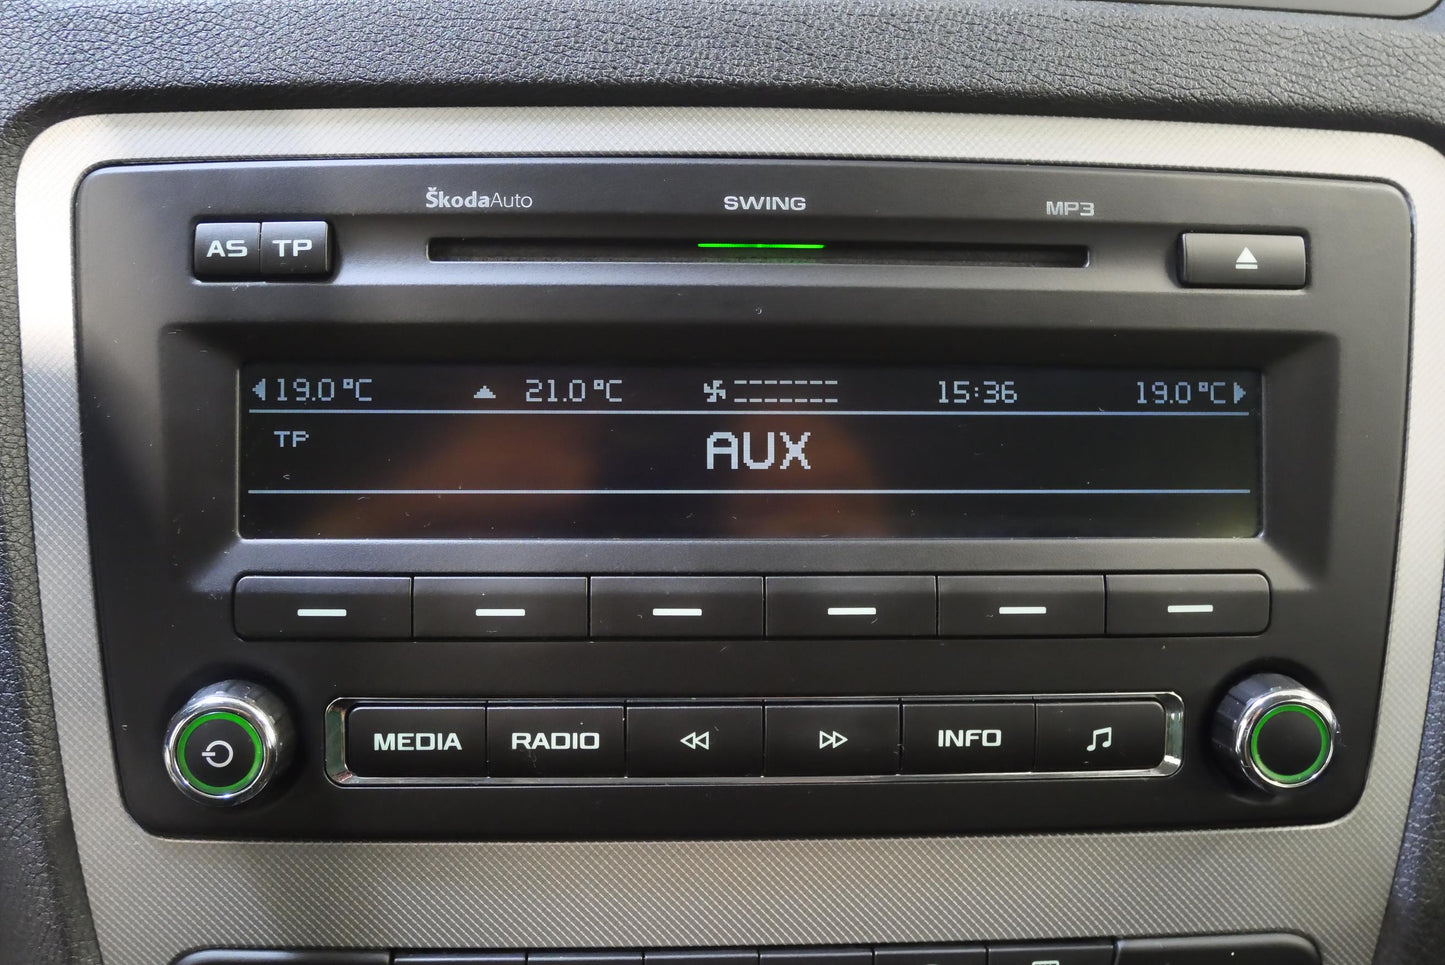 ŠkodaAuto SWING MP3
AS TP
19.0°C 21.0°C 15:36 19.0°C
TP
AUX
MEDIA RADIO INFO